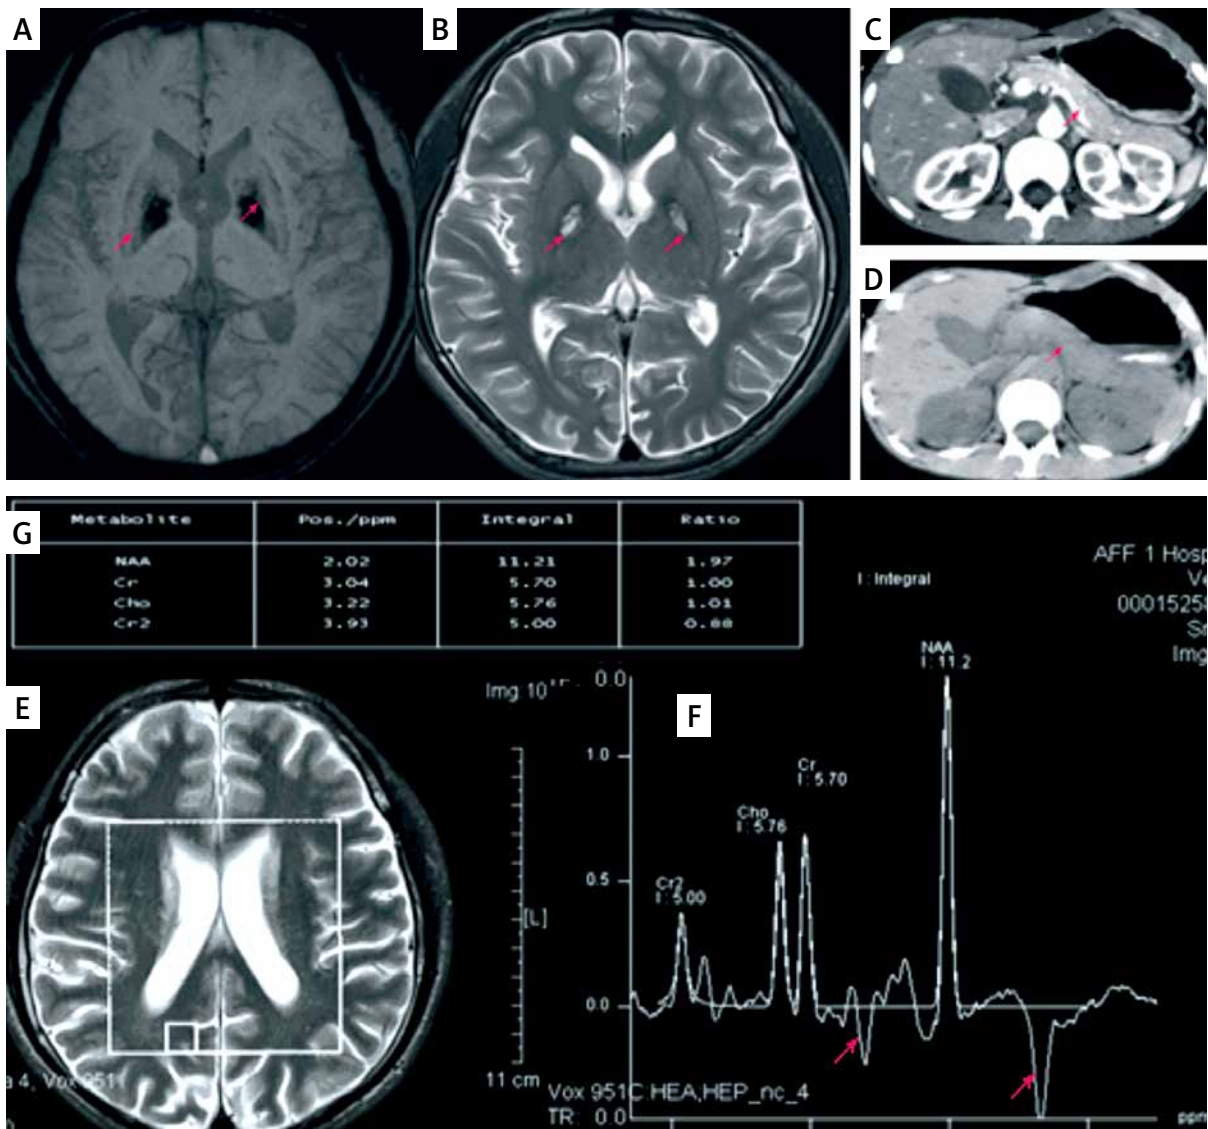 A
B
C
D
G
Metabolite Pos./ppm Integral Ratio
NAA 2.02 11.21 1.97
Cr 3.04 5.70 1.00
Cho 3.22 5.76 1.01
Cr2 3.93 5.00 0.88
AFF 1 Hosp
I: Integral
NAA
I: 11.2
0.0
E
F
1.0
Cr
I: 5.70
Cho
I: 5.76
0.5
Cr2
I: 5.00
[L]
0.0
11 cm
Vox 951C:HEA,HEP_nc_4
TR: 0.0
ppm